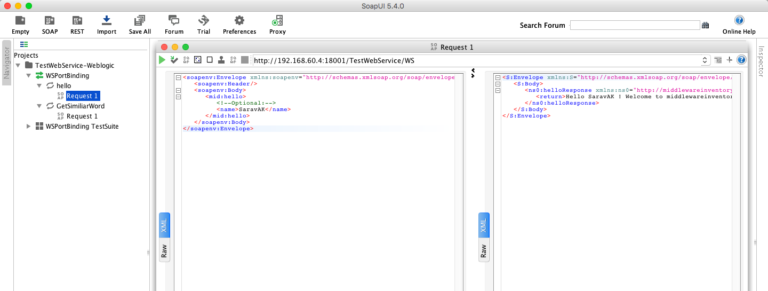 SoapUI 5.4.0
Empty SOAP REST Import Save All Forum Trial Preferences Proxy
Search Forum
Online Help
Navigator
Projects
TestWebService-Weblogic
WSPortBinding
hello
Request 1
GetSimiliarWord
Request 1
WSPortBinding TestSuite
Request 1
http://192.168.60.4:18001/TestWebService/WS
<soapenv:Envelope xmlns:soapenv="http://schemas.xmlsoap.org/soap/envelope
<soapenv:Header/>
<soapenv:Body>
<mid:hello>
<!--Optional:-->
<name>SaravAK</name>
</mid:hello>
</soapenv:Body>
</soapenv:Envelope>
XML
Raw
<S:Envelope xmlns:S="http://schemas.xmlsoap.org/soap/envelope.
<S:Body>
<ns0:helloResponse xmlns:ns0="http://middlewareinventory
<return>Hello SaravAK ! Welcome to middlewareinventor
</ns0:helloResponse>
</S:Body>
</S:Envelope>
XML
Raw
Inspector